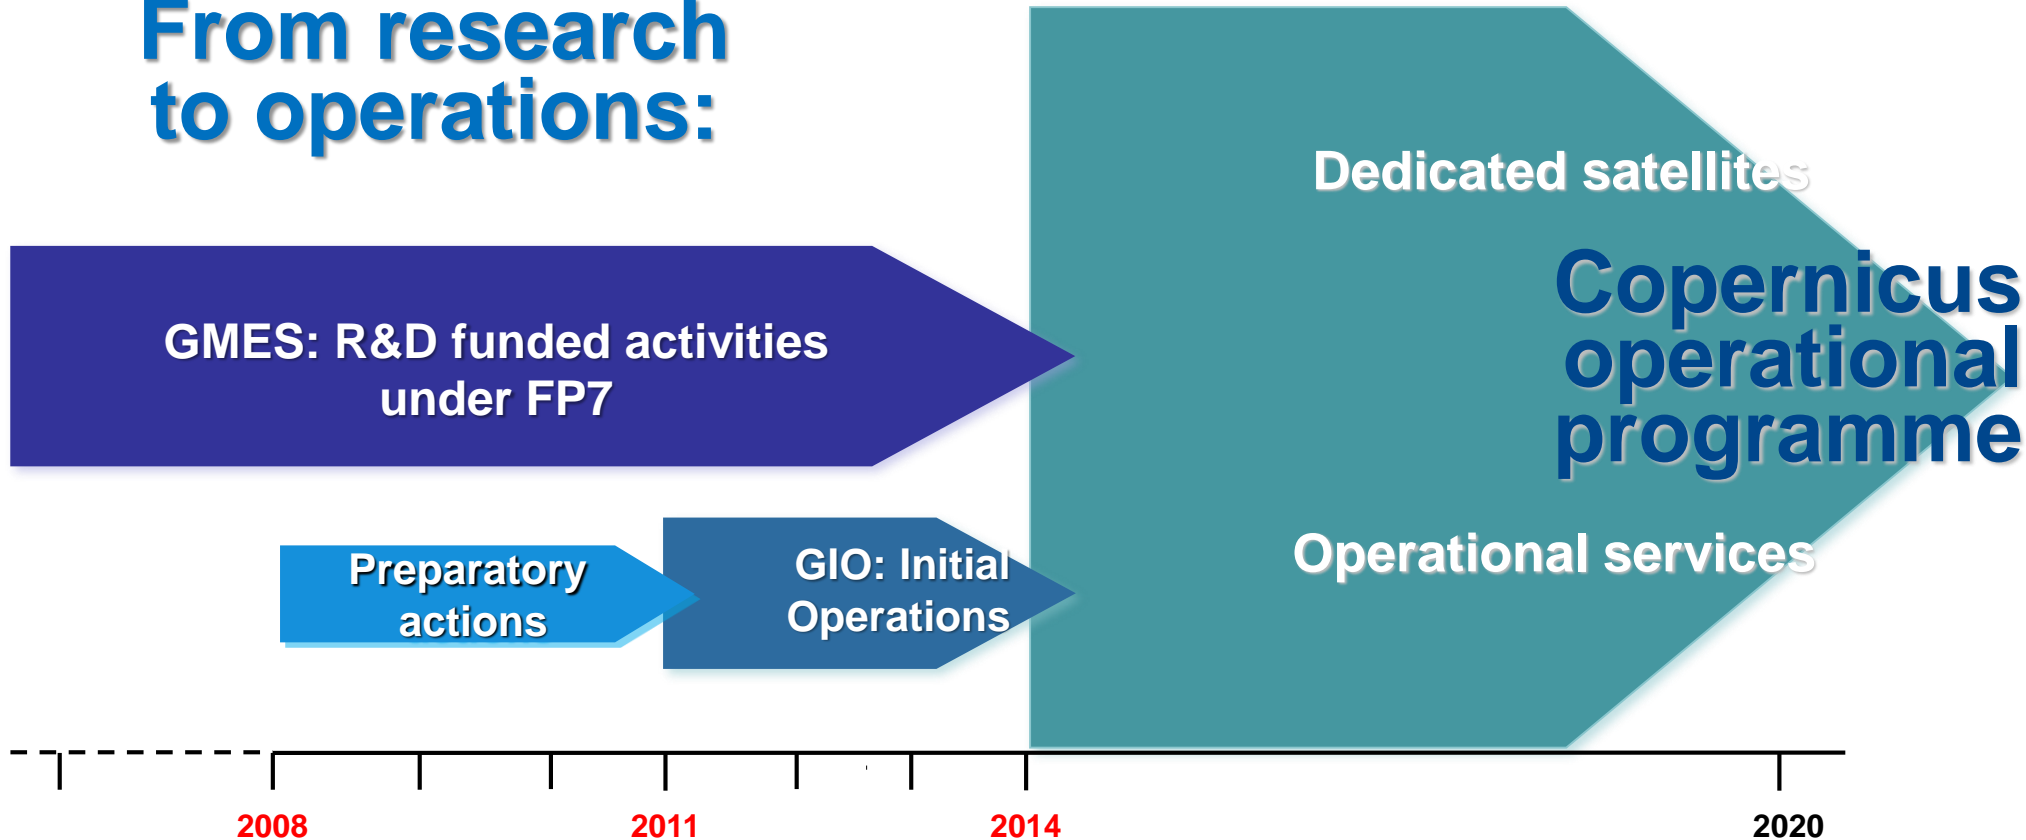 From research
to operations:
Dedicated satellites
Copernicus
operational
programme
GMES: R&D funded activities
under FP7
Preparatory
actions
GIO: Initial
Operations
Operational services
2008
2011
2014
2020